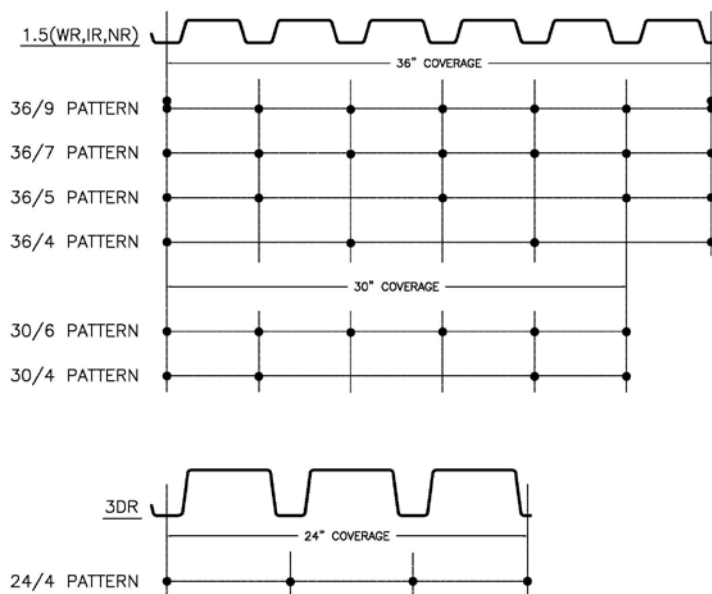 1.5(WR,IR,NR)
36" COVERAGE
36/9 PATTERN
36/7 PATTERN
36/5 PATTERN
36/4 PATTERN
30" COVERAGE
30/6 PATTERN
30/4 PATTERN
3DR
24" COVERAGE
24/4 PATTERN